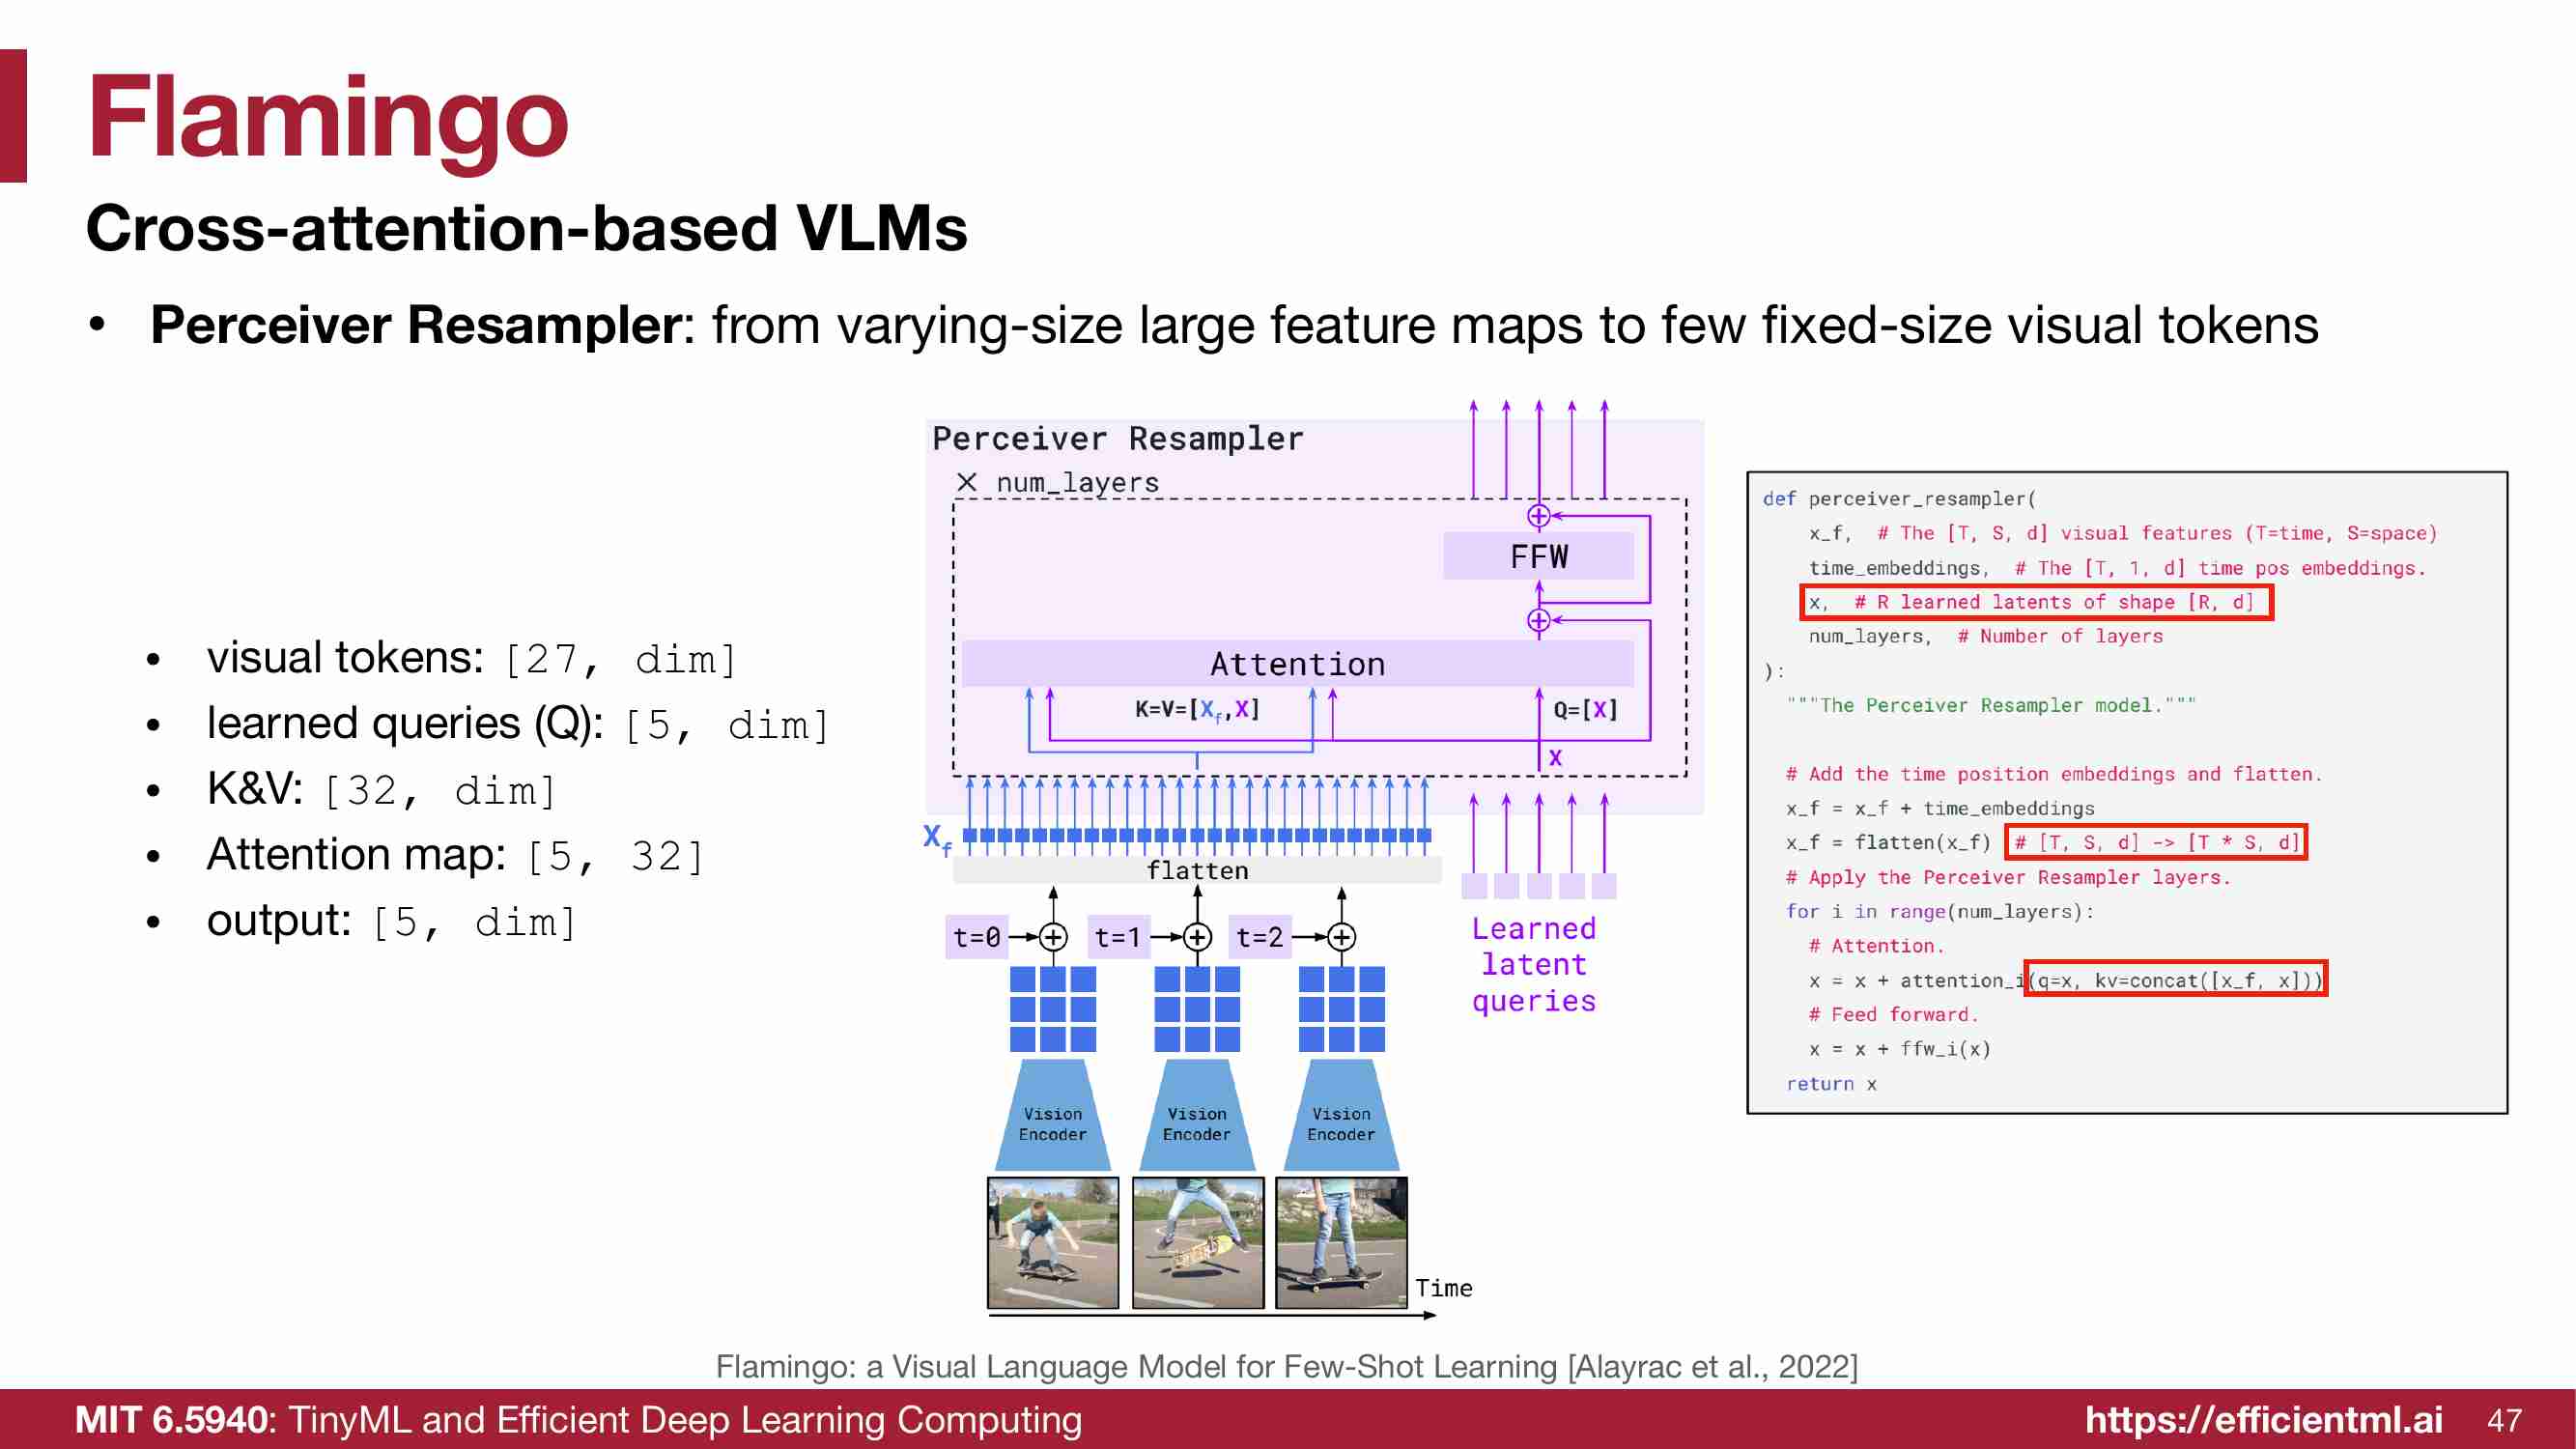 Flamingo
Cross-attention-based VLMs
• Perceiver Resampler: from varying-size large feature maps to few fixed-size visual tokens
• visual tokens: [27, dim]
• learned queries (Q): [5, dim]
• K&V: [32, dim]
• Attention map: [5, 32]
• output: [5, dim]
Perceiver Resampler
× num_layers
FFW
Attention
K=V=[Xf,X]
Q=[X]
X
Xf
flatten
t=0
t=1
t=2
Learned
latent
queries
Vision
Encoder
Vision
Encoder
Vision
Encoder
Time
def perceiver_resampler(
x_f, # The [T, S, d] visual features (T=time, S=space)
time_embeddings, # The [T, 1, d] time pos embeddings.
x, # R learned latents of shape [R, d]
num_layers, # Number of layers
):
"""The Perceiver Resampler model."""
# Add the time position embeddings and flatten.
x_f = x_f + time_embeddings
x_f = flatten(x_f) # [T, S, d] -> [T * S, d]
# Apply the Perceiver Resampler layers.
for i in range(num_layers):
# Attention.
x = x + attention_i(q=x, kv=concat([x_f, x]))
# Feed forward.
x = x + ffw_i(x)
return x
Flamingo: a Visual Language Model for Few-Shot Learning [Alayrac et al., 2022]
MIT 6.5940: TinyML and Efficient Deep Learning Computing
https://efficientml.ai
47